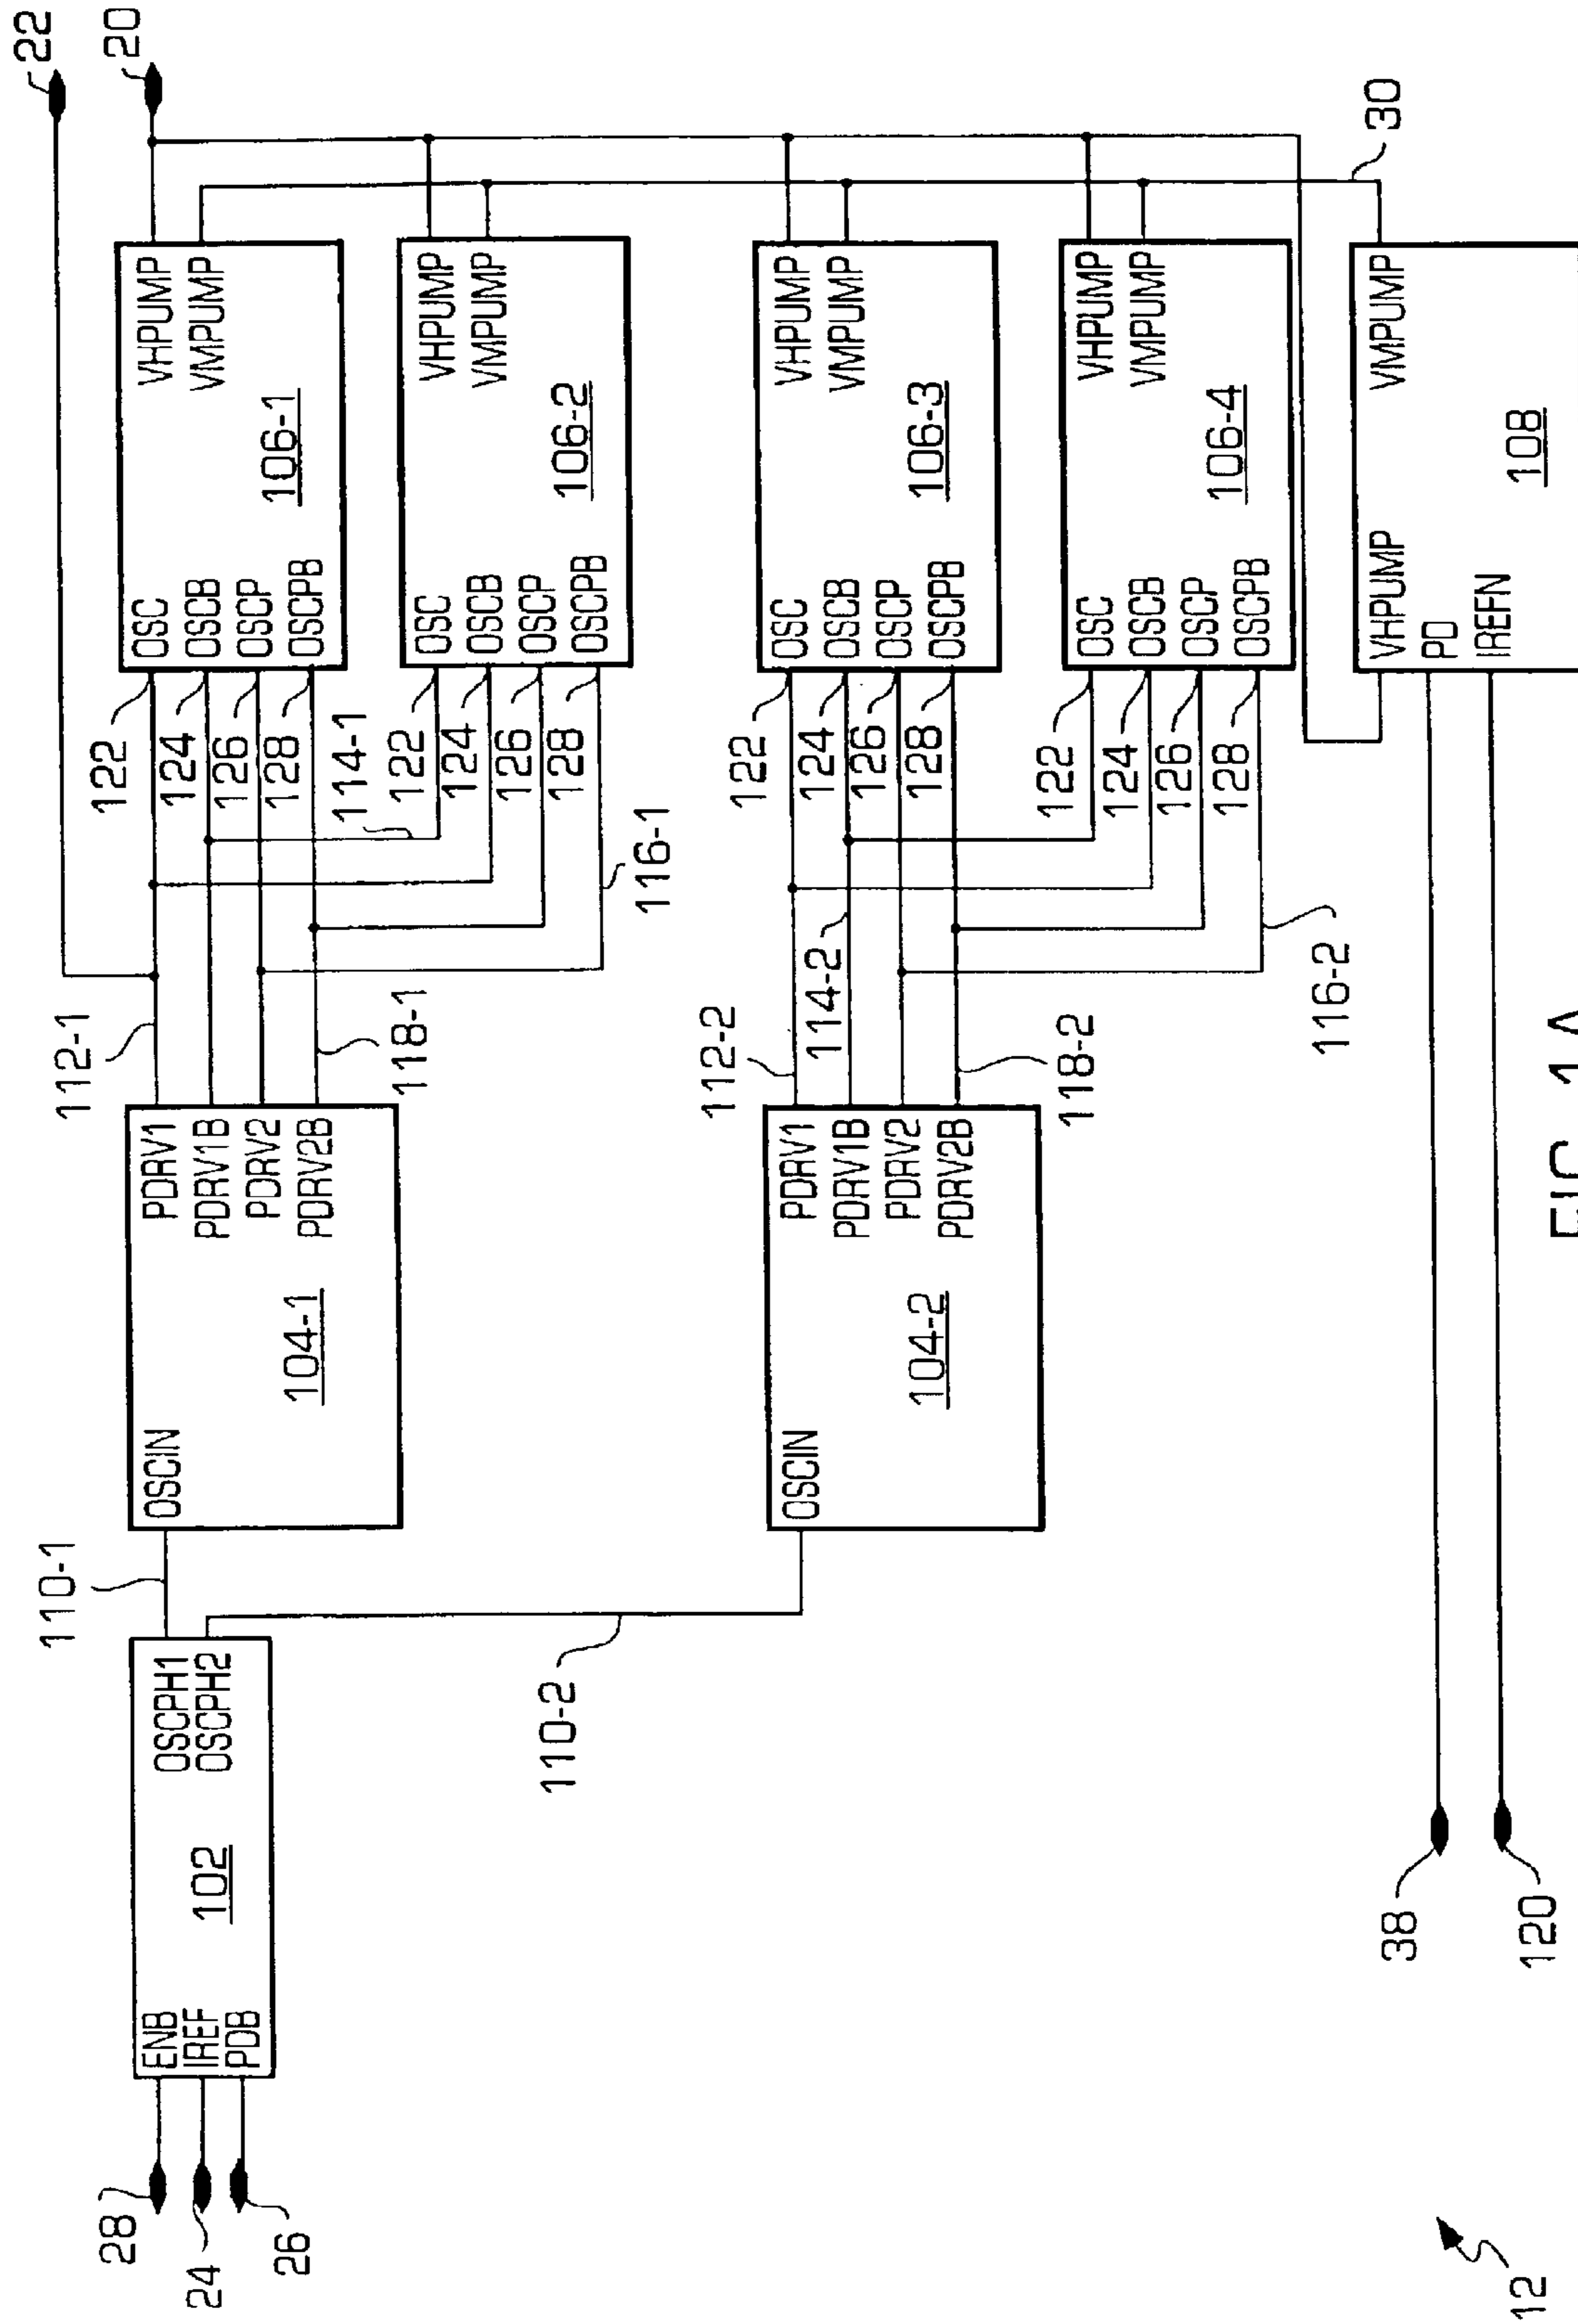 22
20
110-1
112-1
122
124
126
128
114-1
28
24
26
ENB
IREF
PDB
102
OSCPH1
OSCPH2
OSCIN
104-1
PDRV1
PDRV1B
PDRV2
PDRV2B
118-1
OSC
OSCB
OSCP
OSCPB
106-1
VHPUMP
VMPUMP
122
124
126
128
116-1
OSC
OSCB
OSCP
OSCPB
106-2
VHPUMP
VMPUMP
110-2
OSCIN
104-2
PDRV1
PDRV1B
PDRV2
PDRV2B
112-2
114-2
118-2
122
124
126
128
OSC
OSCB
OSCP
OSCPB
106-3
VHPUMP
VMPUMP
122
124
126
128
116-2
OSC
OSCB
OSCP
OSCPB
106-4
VHPUMP
VMPUMP
30
38
120
VHPUMP
PD
IREFN
108
VMPUMP
12
FIG. 1A